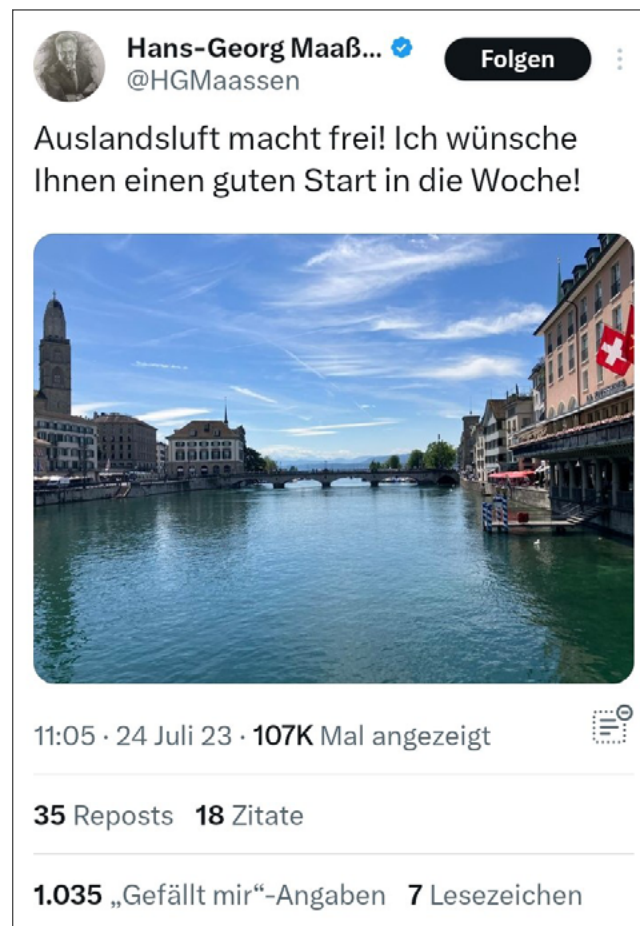 Hans-Georg Maaß...
Folgen
@HGMaassen
Auslandsluft macht frei! Ich wünsche
Ihnen einen guten Start in die Woche!
11:05 · 24 Juli 23 · 107K Mal angezeigt
35 Reposts 18 Zitate
1.035 „Gefällt mir“-Angaben 7 Lesezeichen